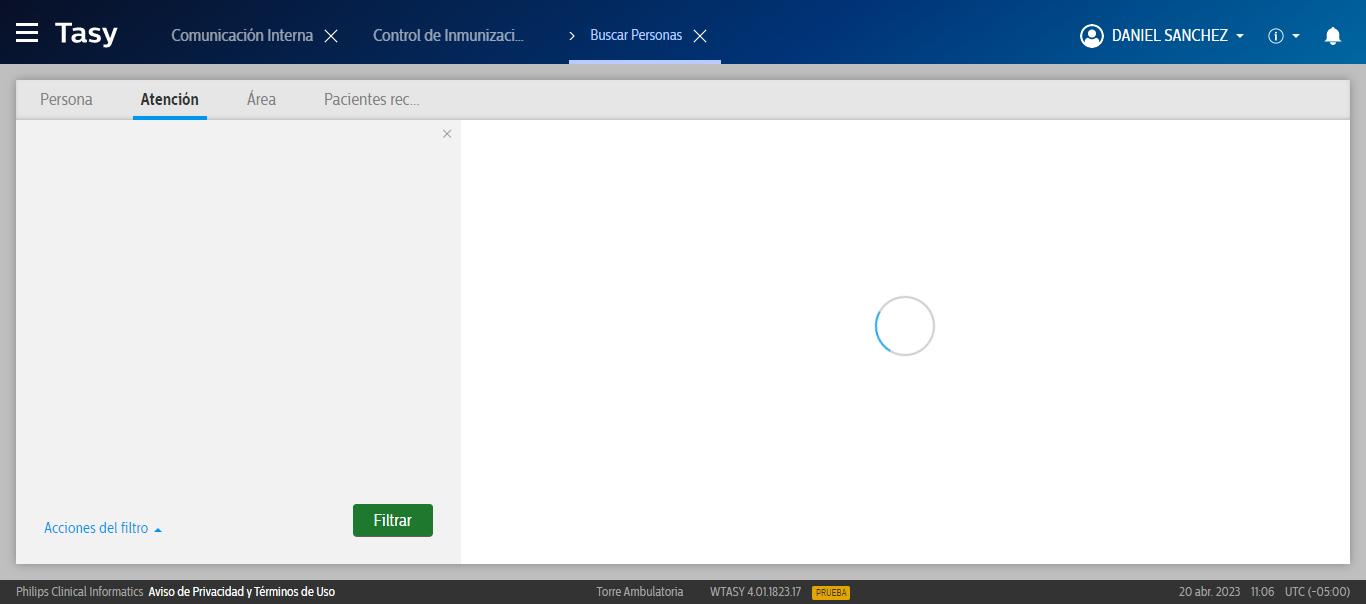 Tasy Comunicación Interna Control de Inmunizaci... Buscar Personas DANIEL SANCHEZ
Persona Atención Área Pacientes rec...
Acciones del filtro Filtrar
Philips Clinical Informatics Aviso de Privacidad y Términos de Uso Torre Ambulatoria WTASY 4.01.1823.17 PRUEBA 20 abr. 2023 11:06 UTC (-05:00)